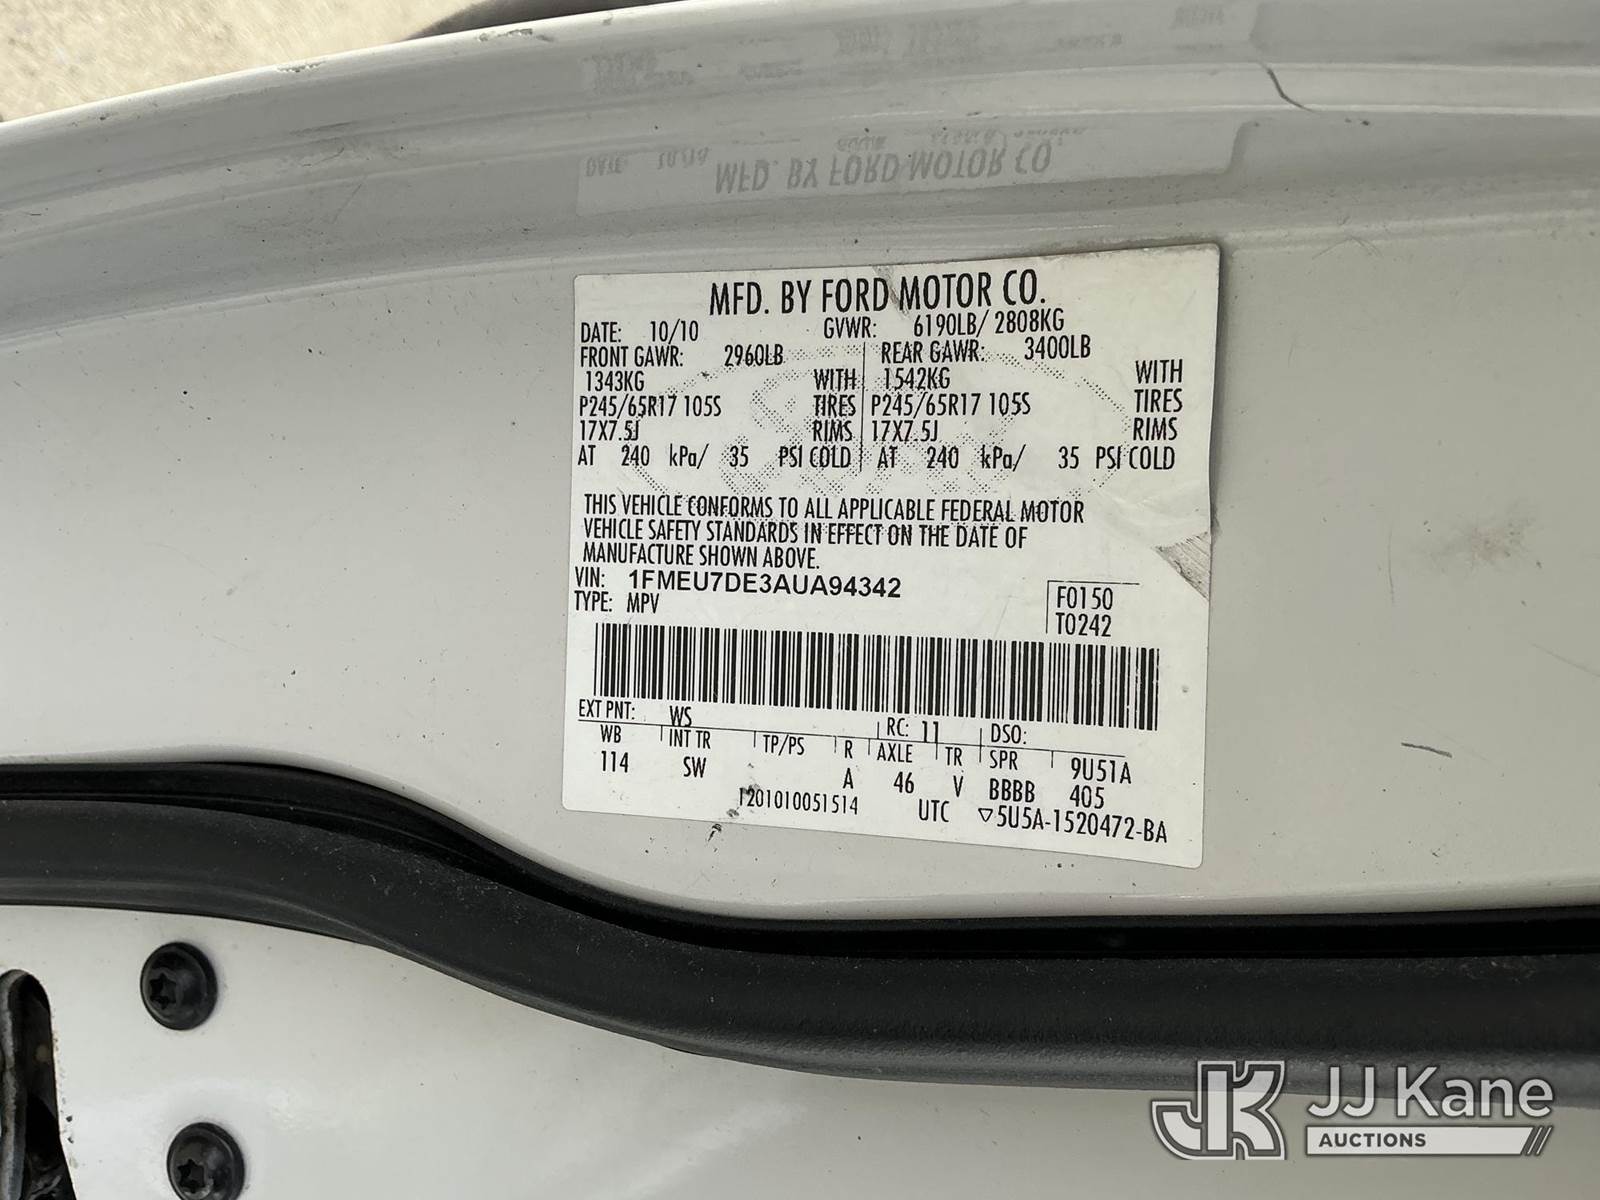 MFD. BY FORD MOTOR CO.
DATE: 10/10 GVWR: 6190LB/ 2808KG
FRONT GAWR: 2960LB REAR GAWR: 3400LB
1343KG WITH 1542KG WITH
P245/65R17 105S TIRES P245/65R17 105S TIRES
17X7.5J RIMS 17X7.5J RIMS
AT 240 kPa/ 35 PSI COLD AT 240 kPa/ 35 PSI COLD
THIS VEHICLE CONFORMS TO ALL APPLICABLE FEDERAL MOTOR
VEHICLE SAFETY STANDARDS IN EFFECT ON THE DATE OF
MANUFACTURE SHOWN ABOVE.
VIN: 1FMEU7DE3AUA94342
TYPE: MPV
F0150
T0242
EXT PNT: WS RC: 11 DSO:
WB INT TR TP/PS R AXLE TR SPR 9U51A
114 SW A 46 V BBBB 405
1201010051514 UTC ▽5U5A-1520472-BA
JJ Kane
AUCTIONS